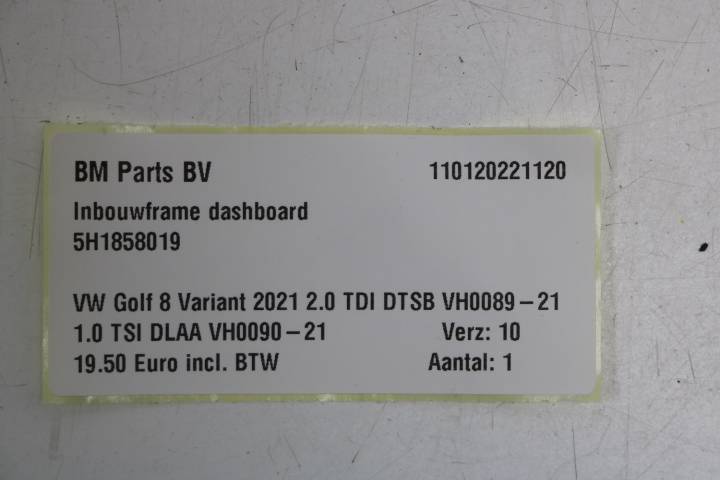 BM Parts BV 110120221120
Inbouwframe dashboard
5H1858019
VW Golf 8 Variant 2021 2.0 TDI DTSB VH0089-21
1.0 TSI DLAA VH0090-21 Verz: 10
19.50 Euro incl. BTW Aantal: 1